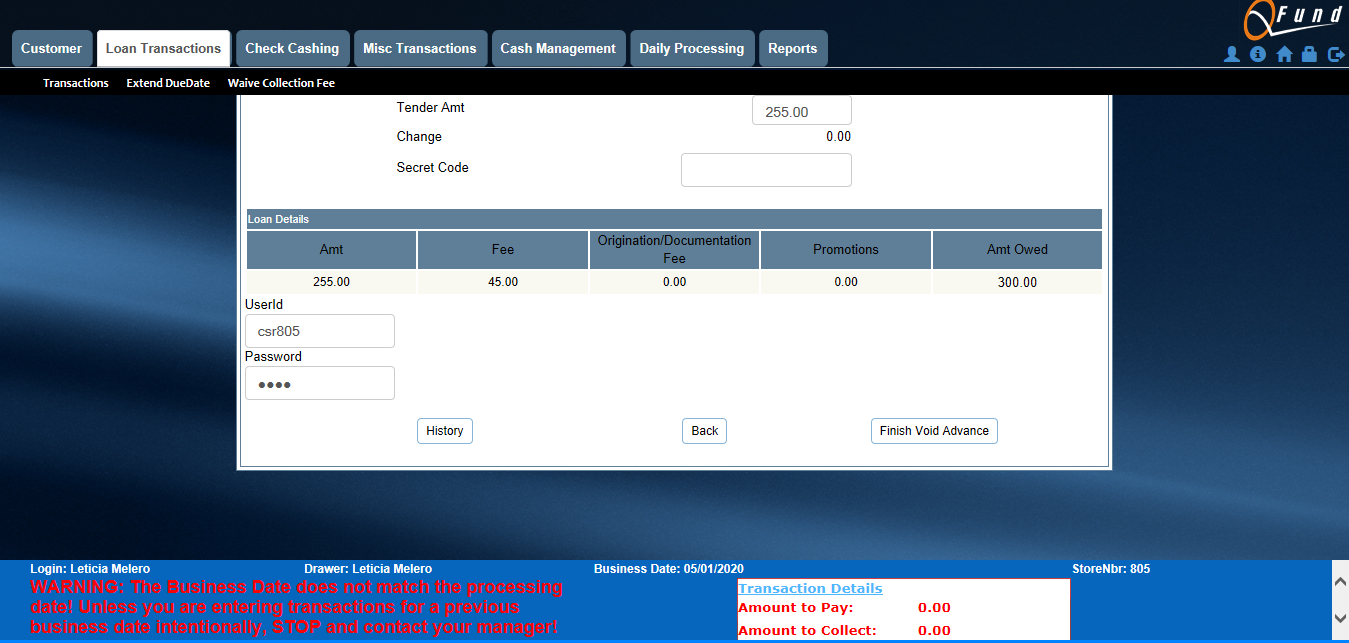 QFund
Customer Loan Transactions Check Cashing Misc Transactions Cash Management Daily Processing Reports
Transactions Extend DueDate Waive Collection Fee
Tender Amt 255.00
Change 0.00
Secret Code
Loan Details
Amt Fee Origination/Documentation Fee Promotions Amt Owed
255.00 45.00 0.00 0.00 300.00
UserId
csr805
Password
●●●●
History Back Finish Void Advance
Login: Leticia Melero Drawer: Leticia Melero Business Date: 05/01/2020 StoreNbr: 805
WARNING: The Business Date does not match the processing
date! Unless you are entering transactions for a previous
business date intentionally, STOP and contact your manager!
Transaction Details
Amount to Pay: 0.00
Amount to Collect: 0.00